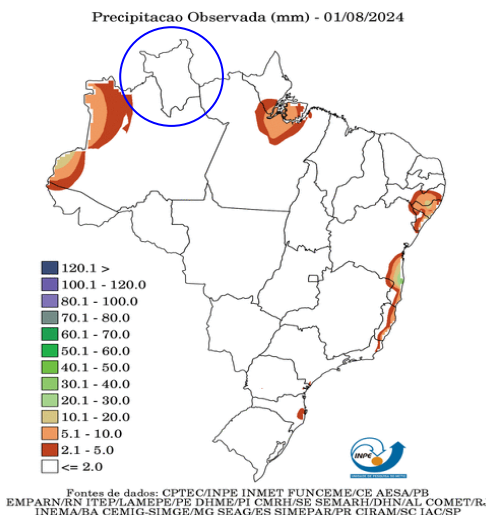 Precipitacao Observada (mm) - 01/08/2024
120.1 >
100.1 - 120.0
80.1 - 100.0
70.1 - 80.0
60.1 - 70.0
50.1 - 60.0
40.1 - 50.0
30.1 - 40.0
20.1 - 30.0
10.1 - 20.0
5.1 - 10.0
2.1 - 5.0
<= 2.0
INPE
Fontes de dados: CPTEC/INPE INMET FUNCEME/CE AESA/PB
EMPARN/RN ITEP/LAMEPE/PE DHME/PI CMRH/SE SEMARH/DHN/AL COMET/R.
INEMA/BA CEMIG-SIMGE/MG SEAG/ES SIMEPAR/PR CIRAM/SC IAC/SP